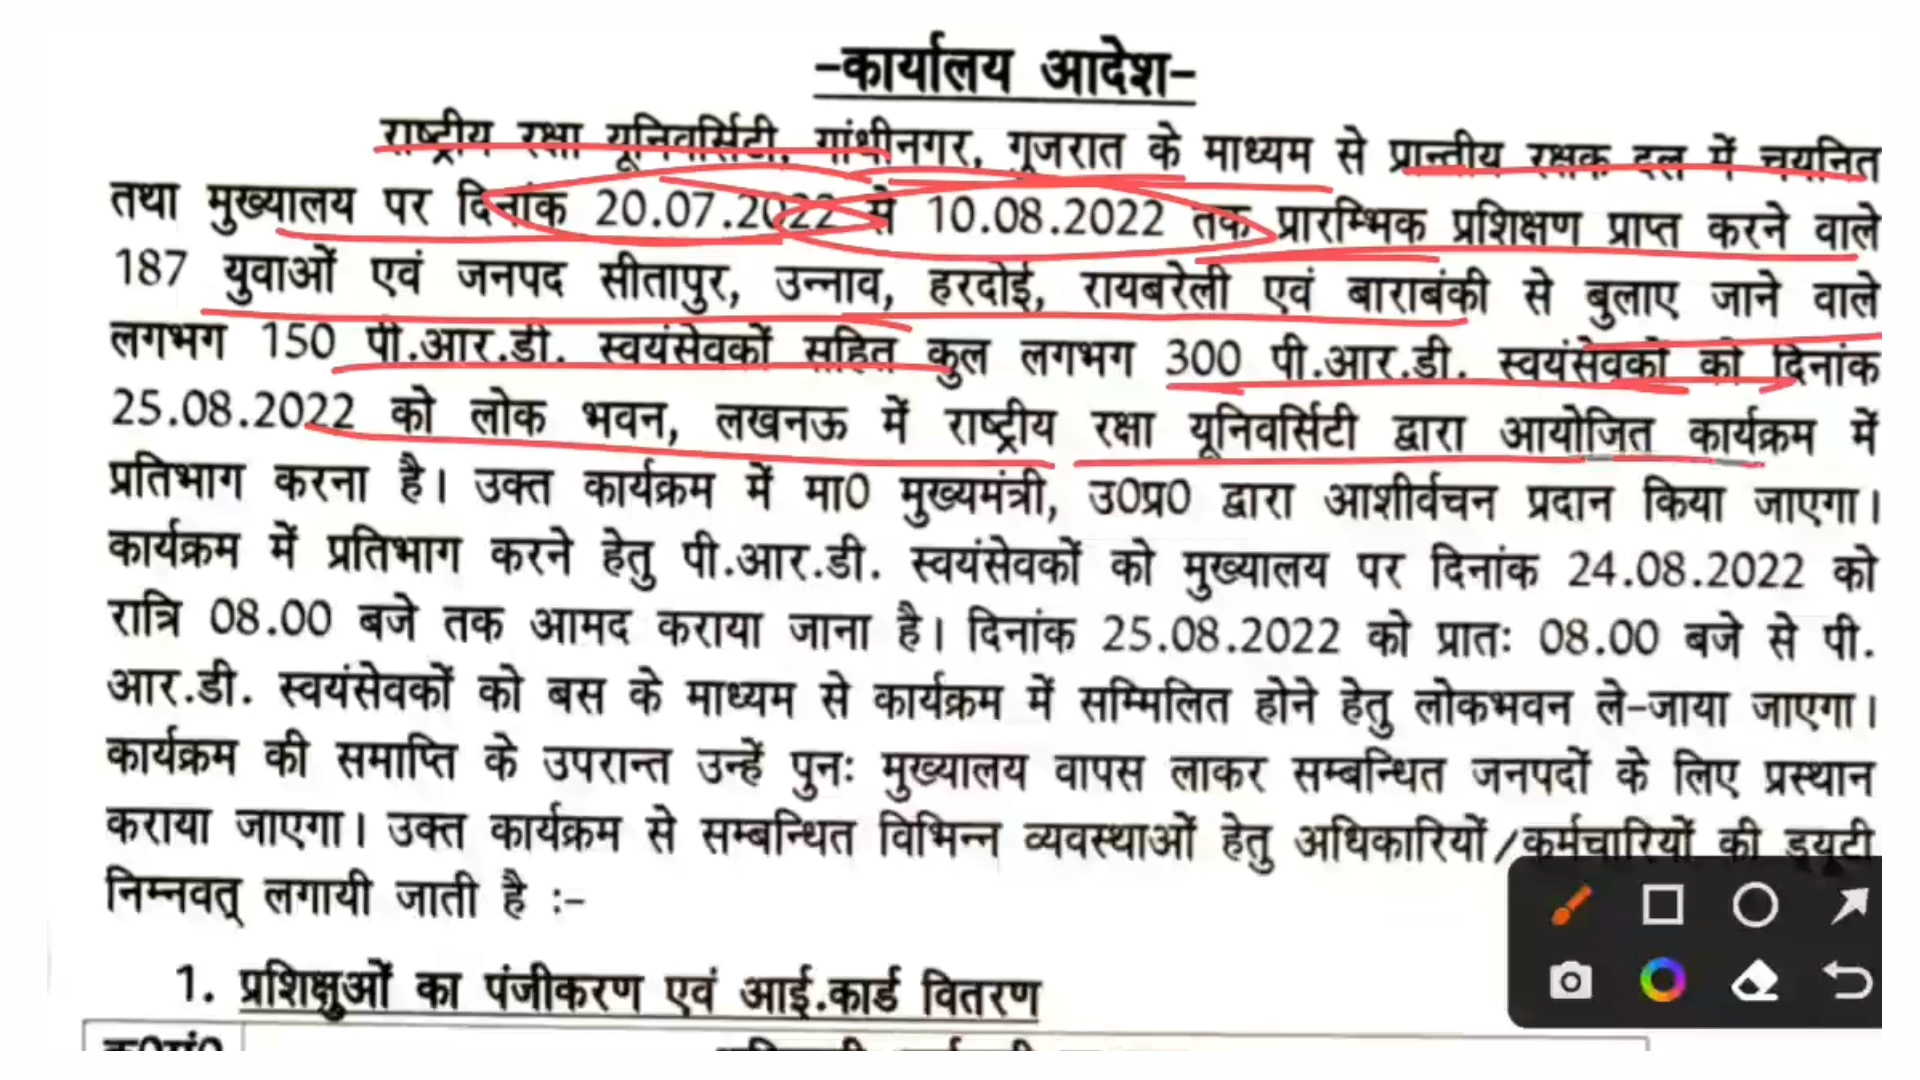 -कार्यालय आदेश-
राष्ट्रीय रक्षा यूनिवर्सिटी, गांधीनगर, गुजरात के माध्यम से प्रान्तीय रक्षक दल में चयनित
तथा मुख्यालय पर दिनांक 20.07.2022 से 10.08.2022 तक प्रारम्भिक प्रशिक्षण प्राप्त करने वाले
187 युवाओं एवं जनपद सीतापुर, उन्नाव, हरदोई, रायबरेली एवं बाराबंकी से बुलाए जाने वाले
लगभग 150 पी.आर.डी. स्वयंसेवकों सहित कुल लगभग 300 पी.आर.डी. स्वयंसेवकों को दिनांक
25.08.2022 को लोक भवन, लखनऊ में राष्ट्रीय रक्षा यूनिवर्सिटी द्वारा आयोजित कार्यक्रम में
प्रतिभाग करना है। उक्त कार्यक्रम में मा0 मुख्यमंत्री, उ0प्र0 द्वारा आशीर्वचन प्रदान किया जाएगा।
कार्यक्रम में प्रतिभाग करने हेतु पी.आर.डी. स्वयंसेवकों को मुख्यालय पर दिनांक 24.08.2022 को
रात्रि 08.00 बजे तक आमद कराया जाना है। दिनांक 25.08.2022 को प्रातः 08.00 बजे से पी.
आर.डी. स्वयंसेवकों को बस के माध्यम से कार्यक्रम में सम्मिलित होने हेतु लोकभवन ले-जाया जाएगा।
कार्यक्रम की समाप्ति के उपरान्त उन्हें पुनः मुख्यालय वापस लाकर सम्बन्धित जनपदों के लिए प्रस्थान
कराया जाएगा। उक्त कार्यक्रम से सम्बन्धित विभिन्न व्यवस्थाओं हेतु अधिकारियों/कर्मचारियों की ड्यूटी
निम्नवत् लगायी जाती है :-
1. प्रशिक्षुओं का पंजीकरण एवं आई.कार्ड वितरण
क0सं0